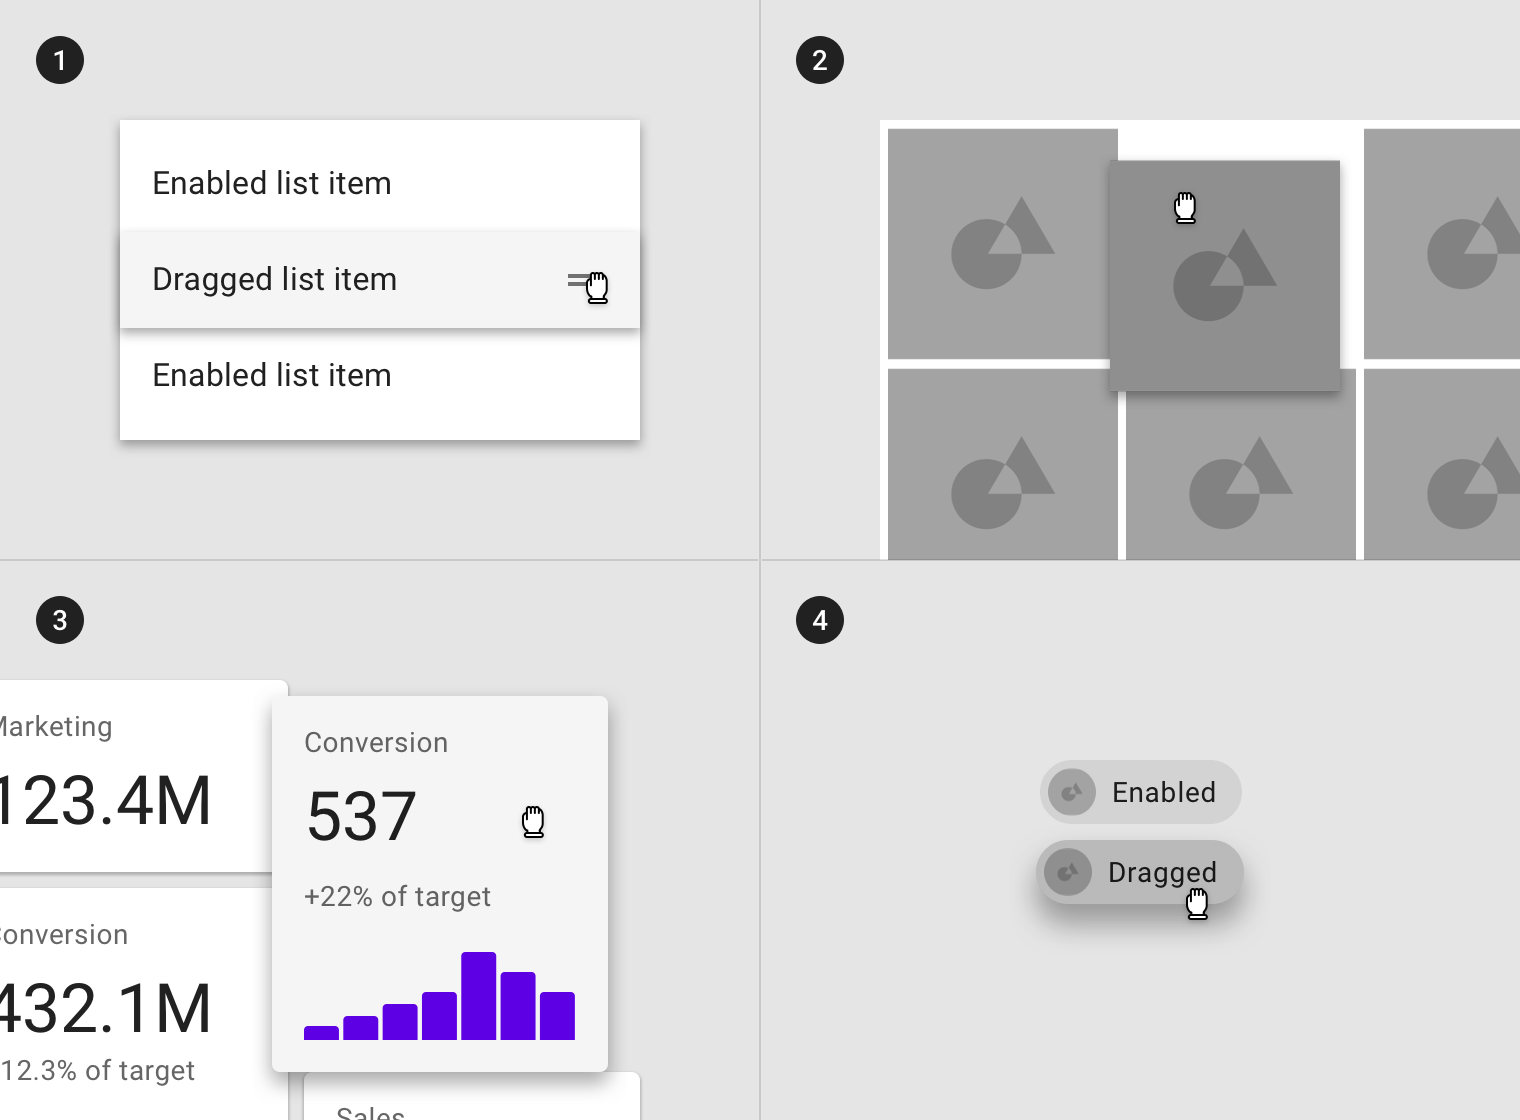 1
Enabled list item
Dragged list item
Enabled list item
2
3
Marketing
123.4M
Conversion
432.1M
12.3% of target
Conversion
537
+22% of target
Sales
4
Enabled
Dragged